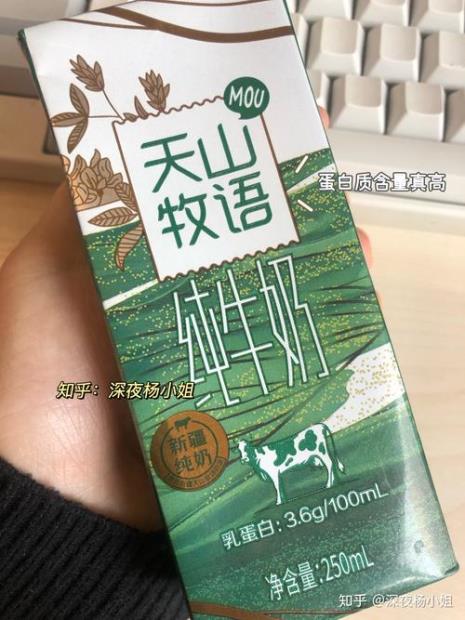 MOU
天山
牧语
蛋白质含量真高
纯牛奶
知乎：深夜杨小姐
新疆
纯奶
乳蛋白：3.6g/100mL
净含量：250mL
知乎 @深夜杨小姐